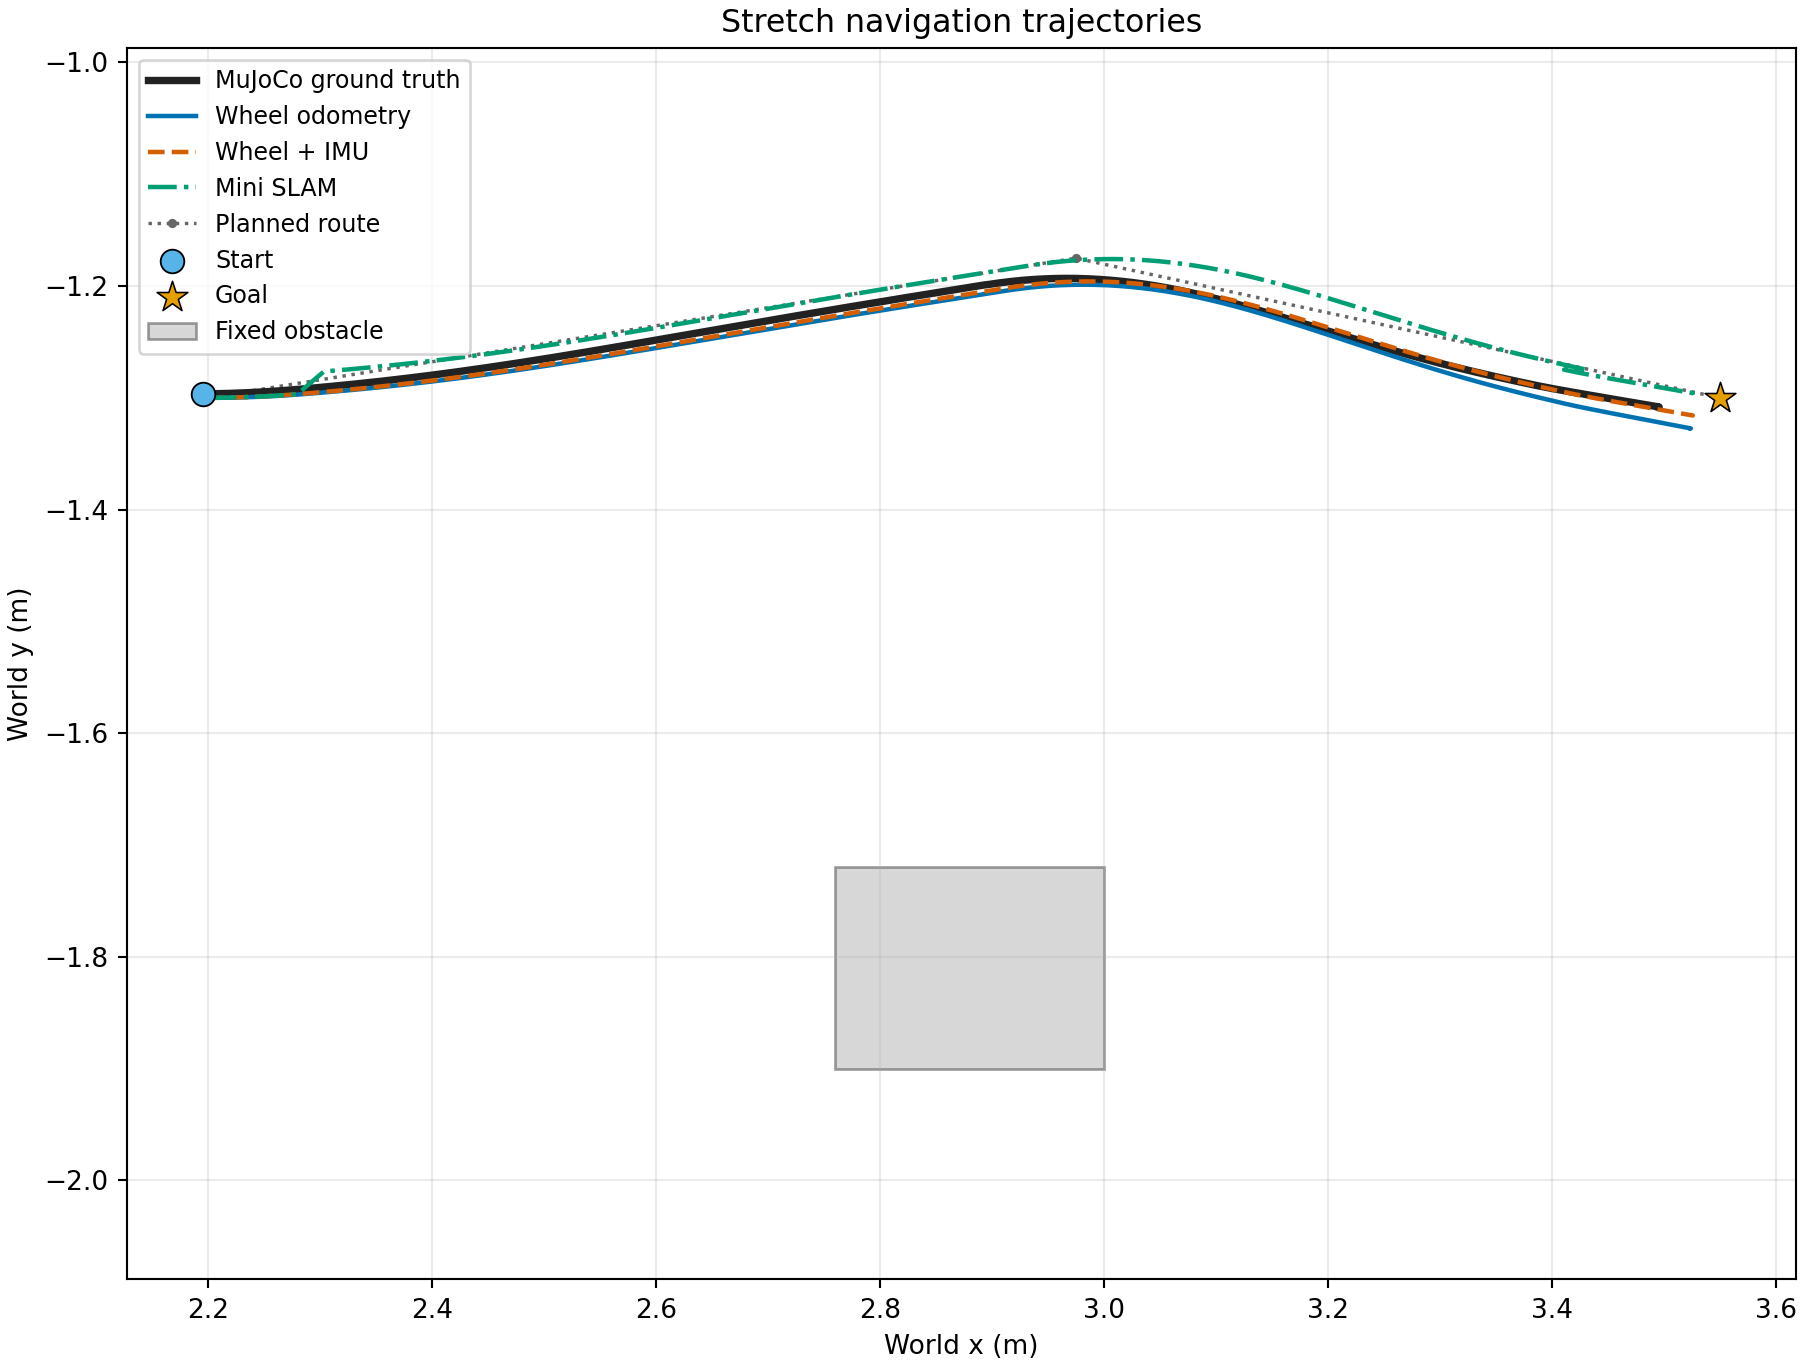 Stretch navigation trajectories
MuJoCo ground truth
Wheel odometry
Wheel + IMU
Mini SLAM
Planned route
Start
Goal
Fixed obstacle
World y (m)
−1.0
−1.2
−1.4
−1.6
−1.8
−2.0
2.2 2.4 2.6 2.8 3.0 3.2 3.4 3.6
World x (m)